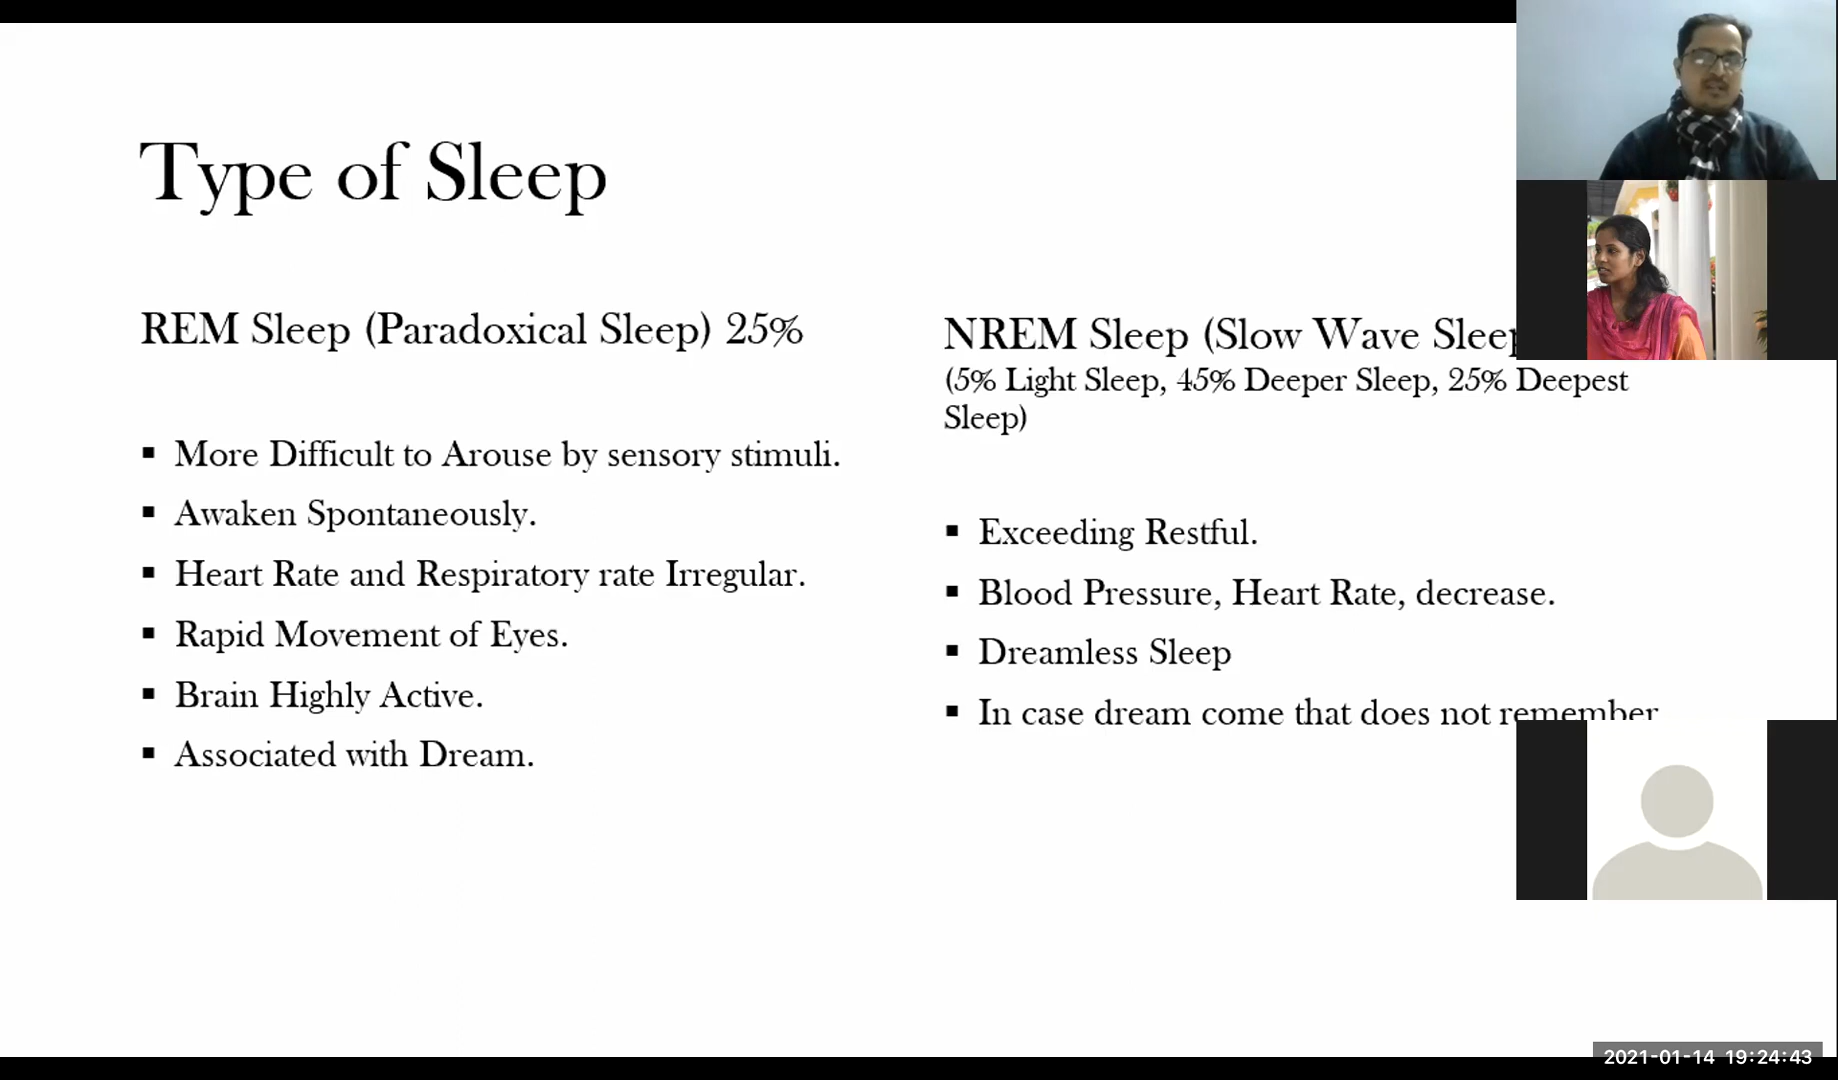 Type of Sleep
REM Sleep (Paradoxical Sleep) 25%
More Difficult to Arouse by sensory stimuli.
Awaken Spontaneously.
Heart Rate and Respiratory rate Irregular.
Rapid Movement of Eyes.
Brain Highly Active.
Associated with Dream.
NREM Sleep (Slow Wave Sleep
(5% Light Sleep, 45% Deeper Sleep, 25% Deepest
Sleep)
Exceeding Restful.
Blood Pressure, Heart Rate, decrease.
Dreamless Sleep
In case dream come that does not remember
2021-01-14 19:24:43